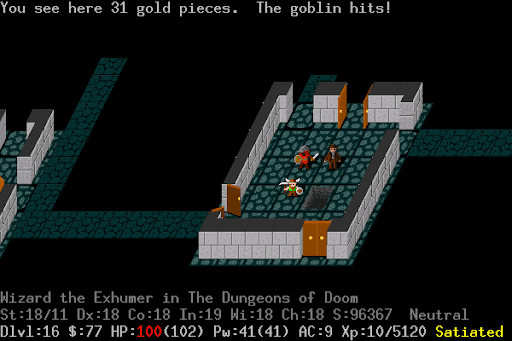 You see here 31 gold pieces.  The goblin hits!
Wizard the Exhumer in The Dungeons of Doom
St:18/11 Dx:18 Co:18 In:19 Wi:18 Ch:18 S:96367  Neutral
Dlvl:16 $:77 HP:100(102) Pw:41(41) AC:9 Xp:10/5120 Satiated